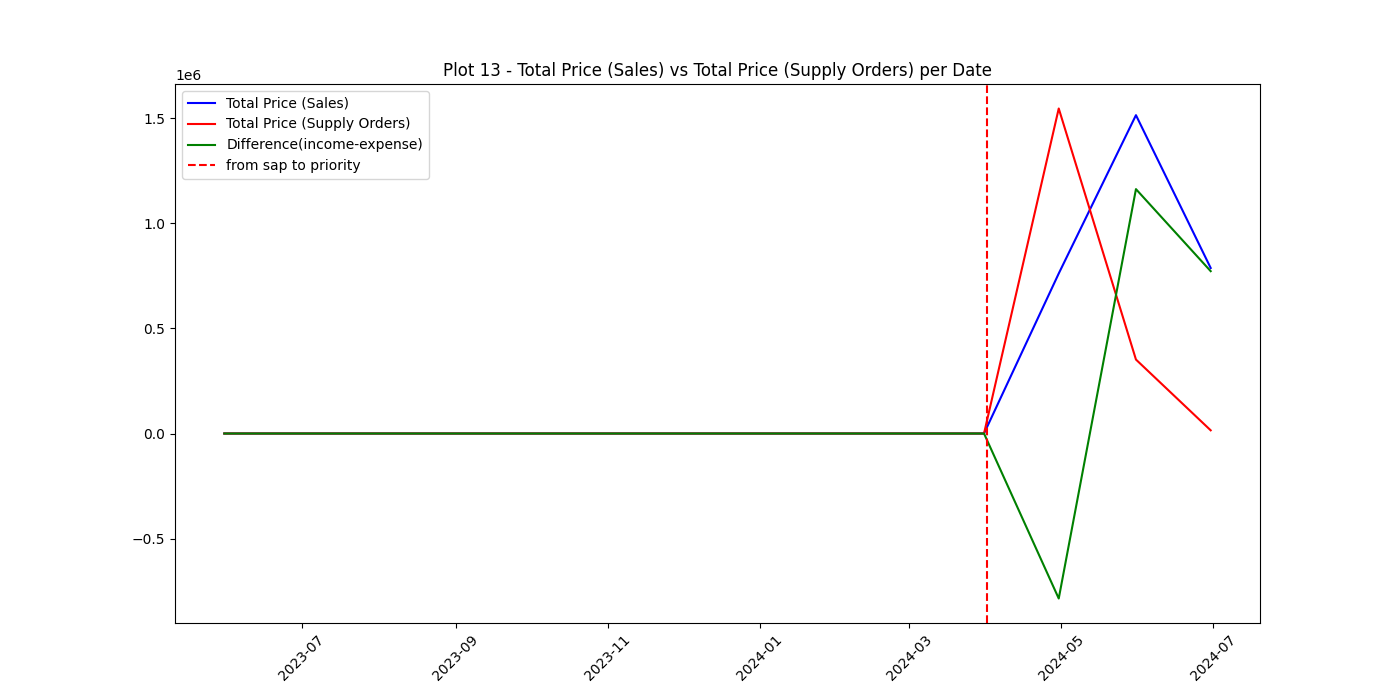 Plot 13 - Total Price (Sales) vs Total Price (Supply Orders) per Date
1e6
Total Price (Sales)
Total Price (Supply Orders)
Difference(income-expense)
from sap to priority
1.5
1.0
0.5
0.0
−0.5
2023-07
2023-09
2023-11
2024-01
2024-03
2024-05
2024-07